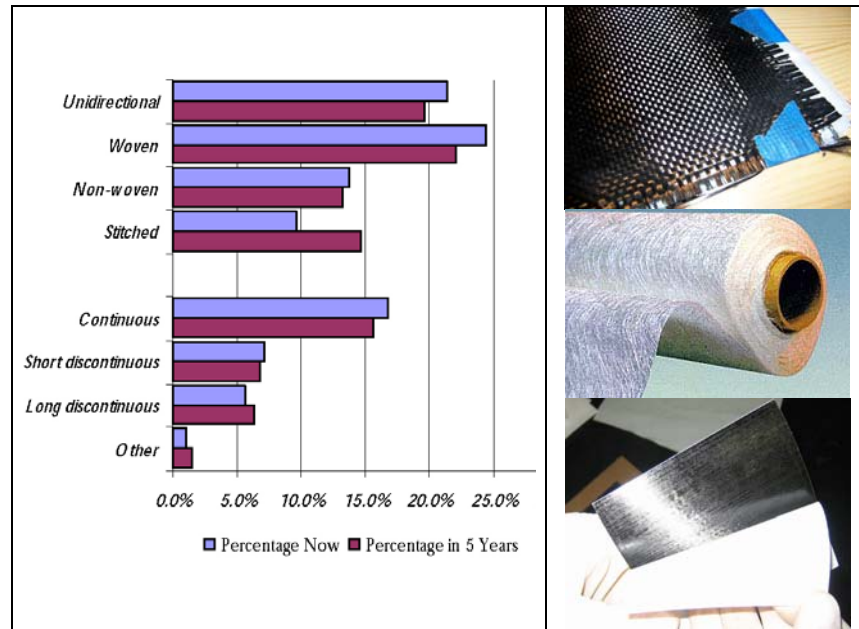 Unidirectional
Woven
Non-woven
Stitched
Continuous
Short discontinuous
Long discontinuous
Other
0.0% 5.0% 10.0% 15.0% 20.0% 25.0%
Percentage Now Percentage in 5 Years